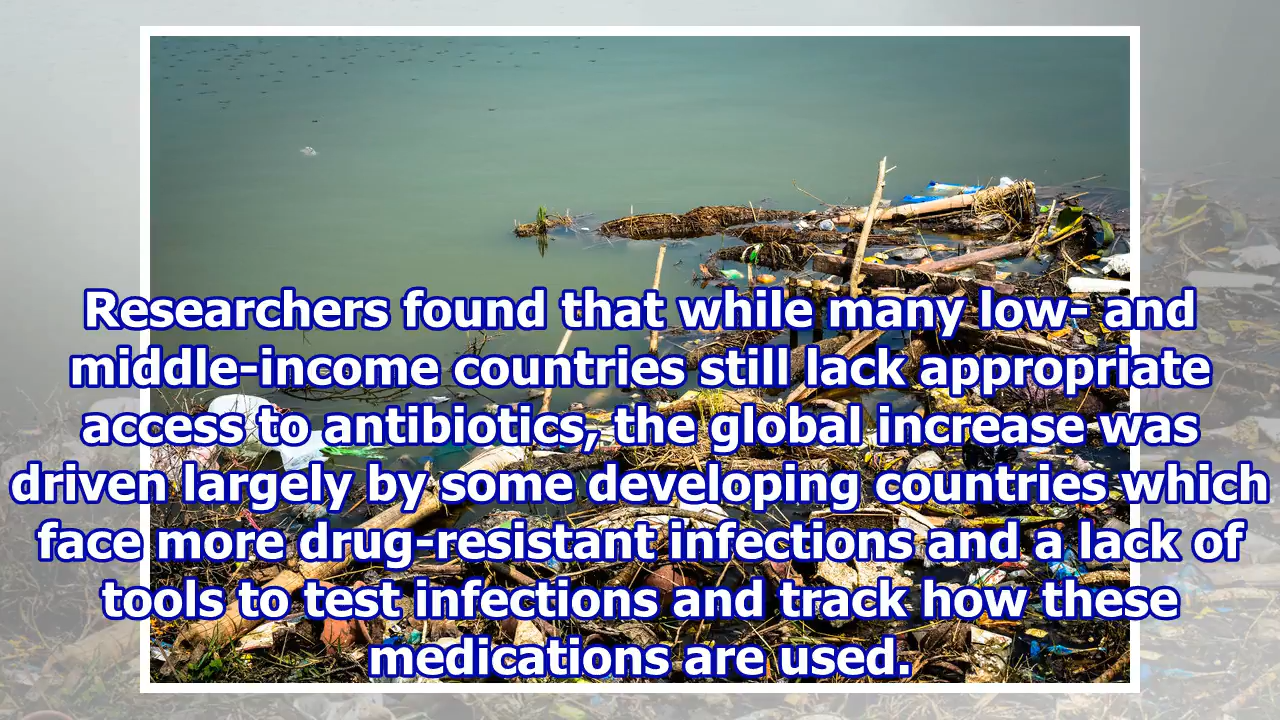 Researchers found that while many low- and
middle-income countries still lack appropriate
access to antibiotics, the global increase was
driven largely by some developing countries which
face more drug-resistant infections and a lack of
tools to test infections and track how these
medications are used.